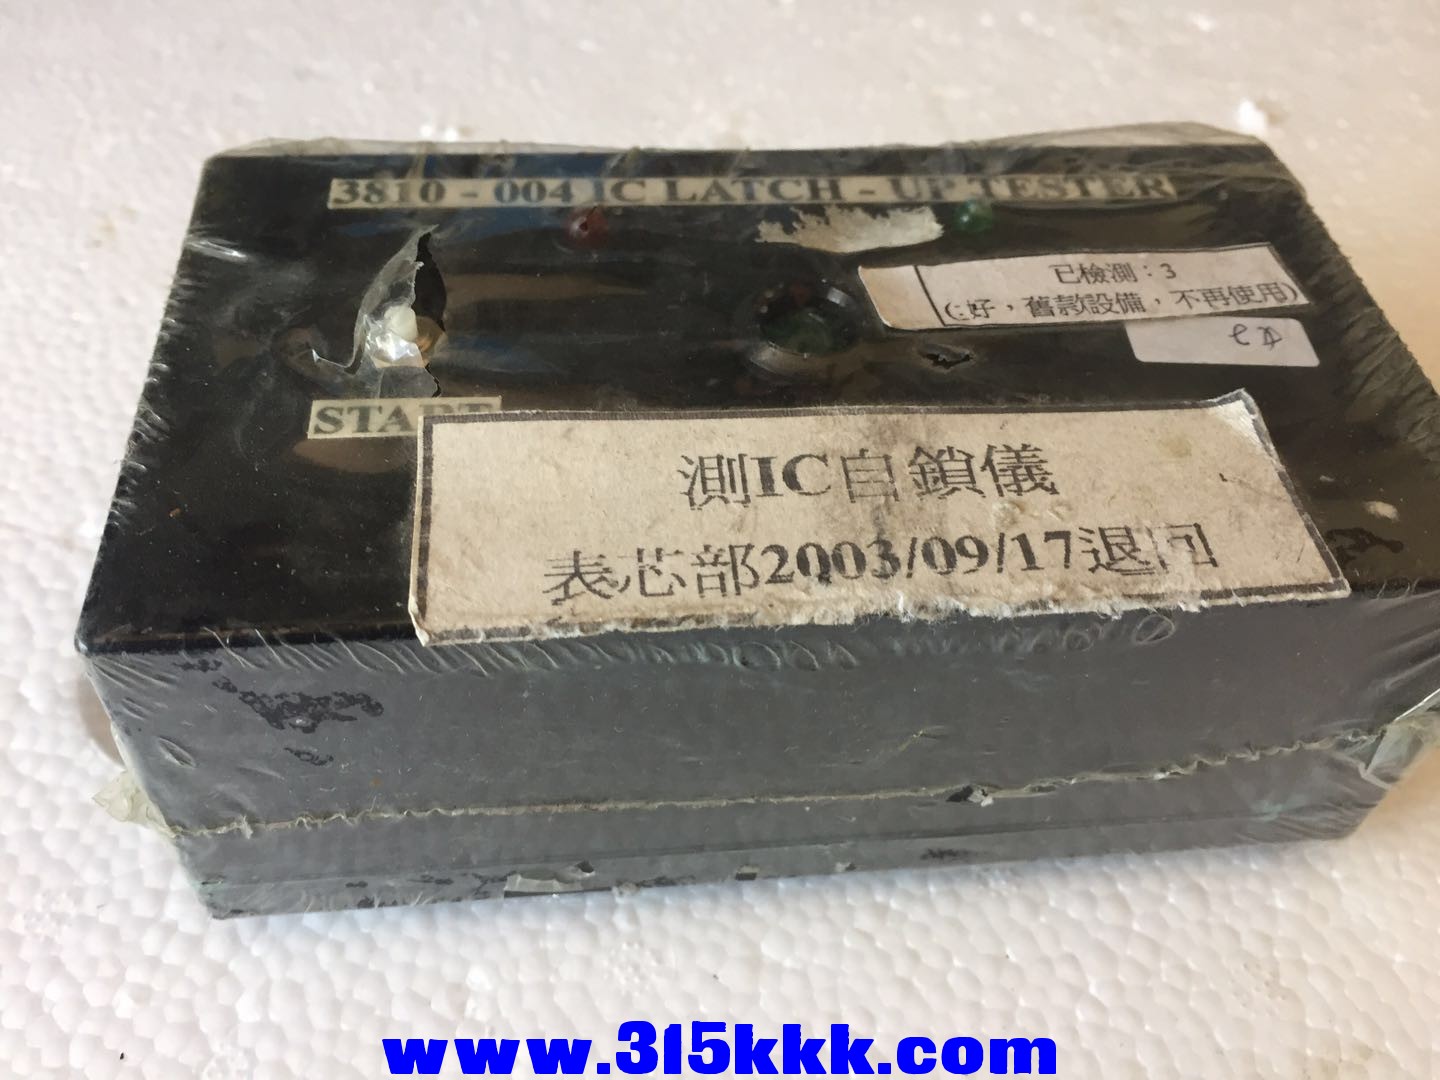 3810 - 004 IC LATCH - UP TESTER
已檢測：3
好，舊款設備，不再使用)
START
測IC自鎖儀
表芯部2003/09/17退回
www.315kkk.com